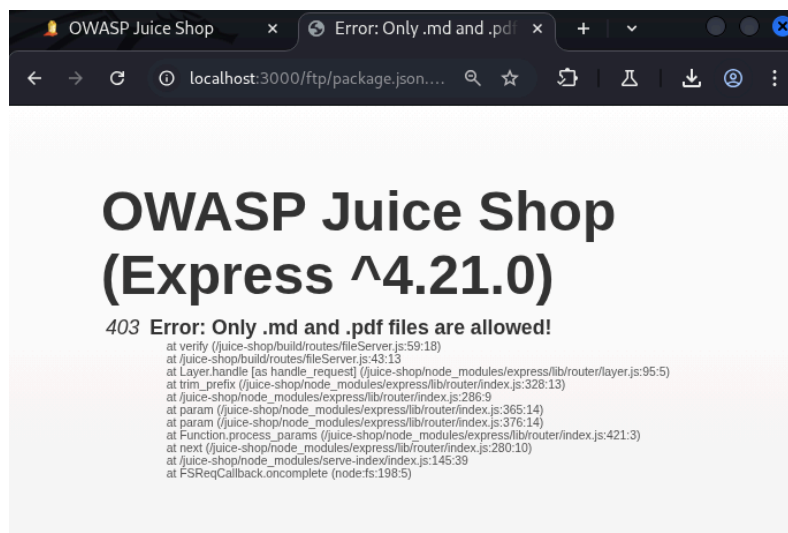 OWASP Juice Shop
Error: Only .md and .pdf
localhost:3000/ftp/package.json....
OWASP Juice Shop
(Express ^4.21.0)
403 Error: Only .md and .pdf files are allowed!
at verify (/juice-shop/build/routes/fileServer.js:59:18)
at /juice-shop/build/routes/fileServer.js:43:13
at Layer.handle [as handle_request] (/juice-shop/node_modules/express/lib/router/layer.js:95:5)
at trim_prefix (/juice-shop/node_modules/express/lib/router/index.js:328:13)
at /juice-shop/node_modules/express/lib/router/index.js:286:9
at param (/juice-shop/node_modules/express/lib/router/index.js:365:14)
at param (/juice-shop/node_modules/express/lib/router/index.js:376:14)
at Function.process_params (/juice-shop/node_modules/express/lib/router/index.js:421:3)
at next (/juice-shop/node_modules/express/lib/router/index.js:280:10)
at /juice-shop/node_modules/serve-index/index.js:145:39
at FSReqCallback.oncomplete (node:fs:198:5)